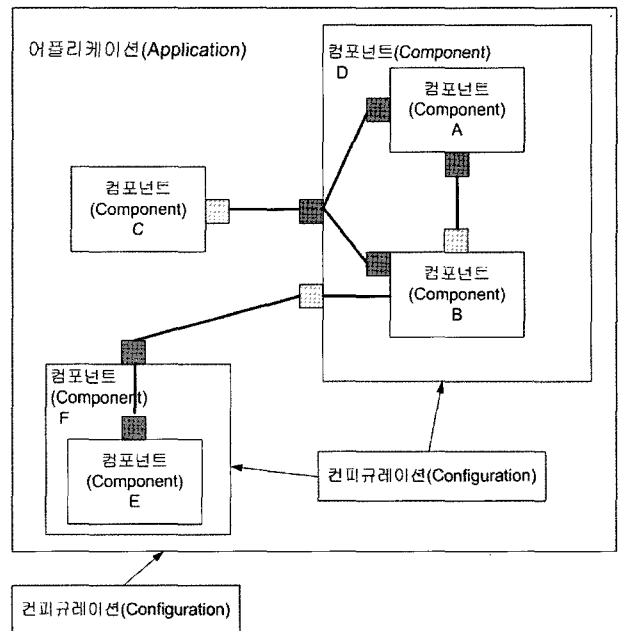 어플리케이션(Application)
컴포넌트(Component)
D
컴포넌트
(Component)
A
컴포넌트
(Component)
C
컴포넌트
(Component)
B
컴포넌트
(Component)
F
컴포넌트
(Component)
E
컨피규레이션(Configuration)
컨피규레이션(Configuration)